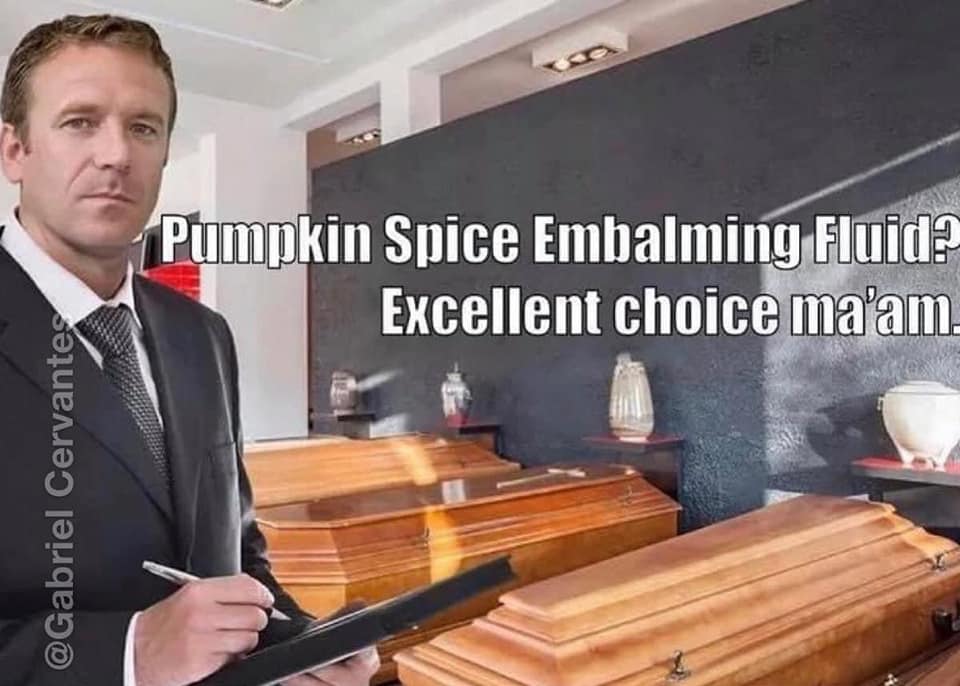 Pumpkin Spice Embalming Fluid?
Excellent choice ma'am.
@Gabriel Cervantes